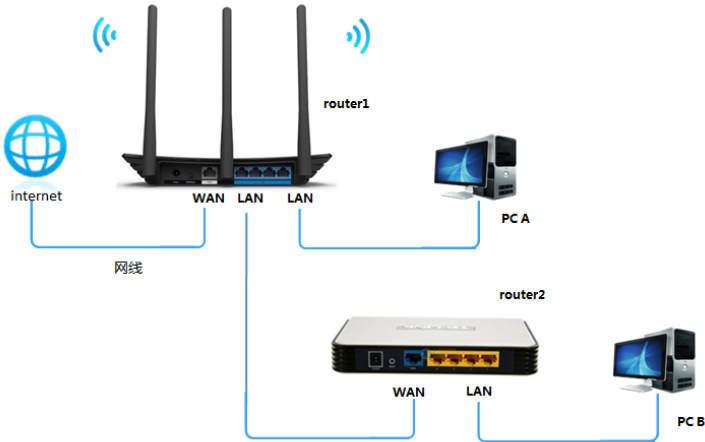 router1
internet
WAN LAN LAN
PC A
网线
router2
WAN LAN
PC B